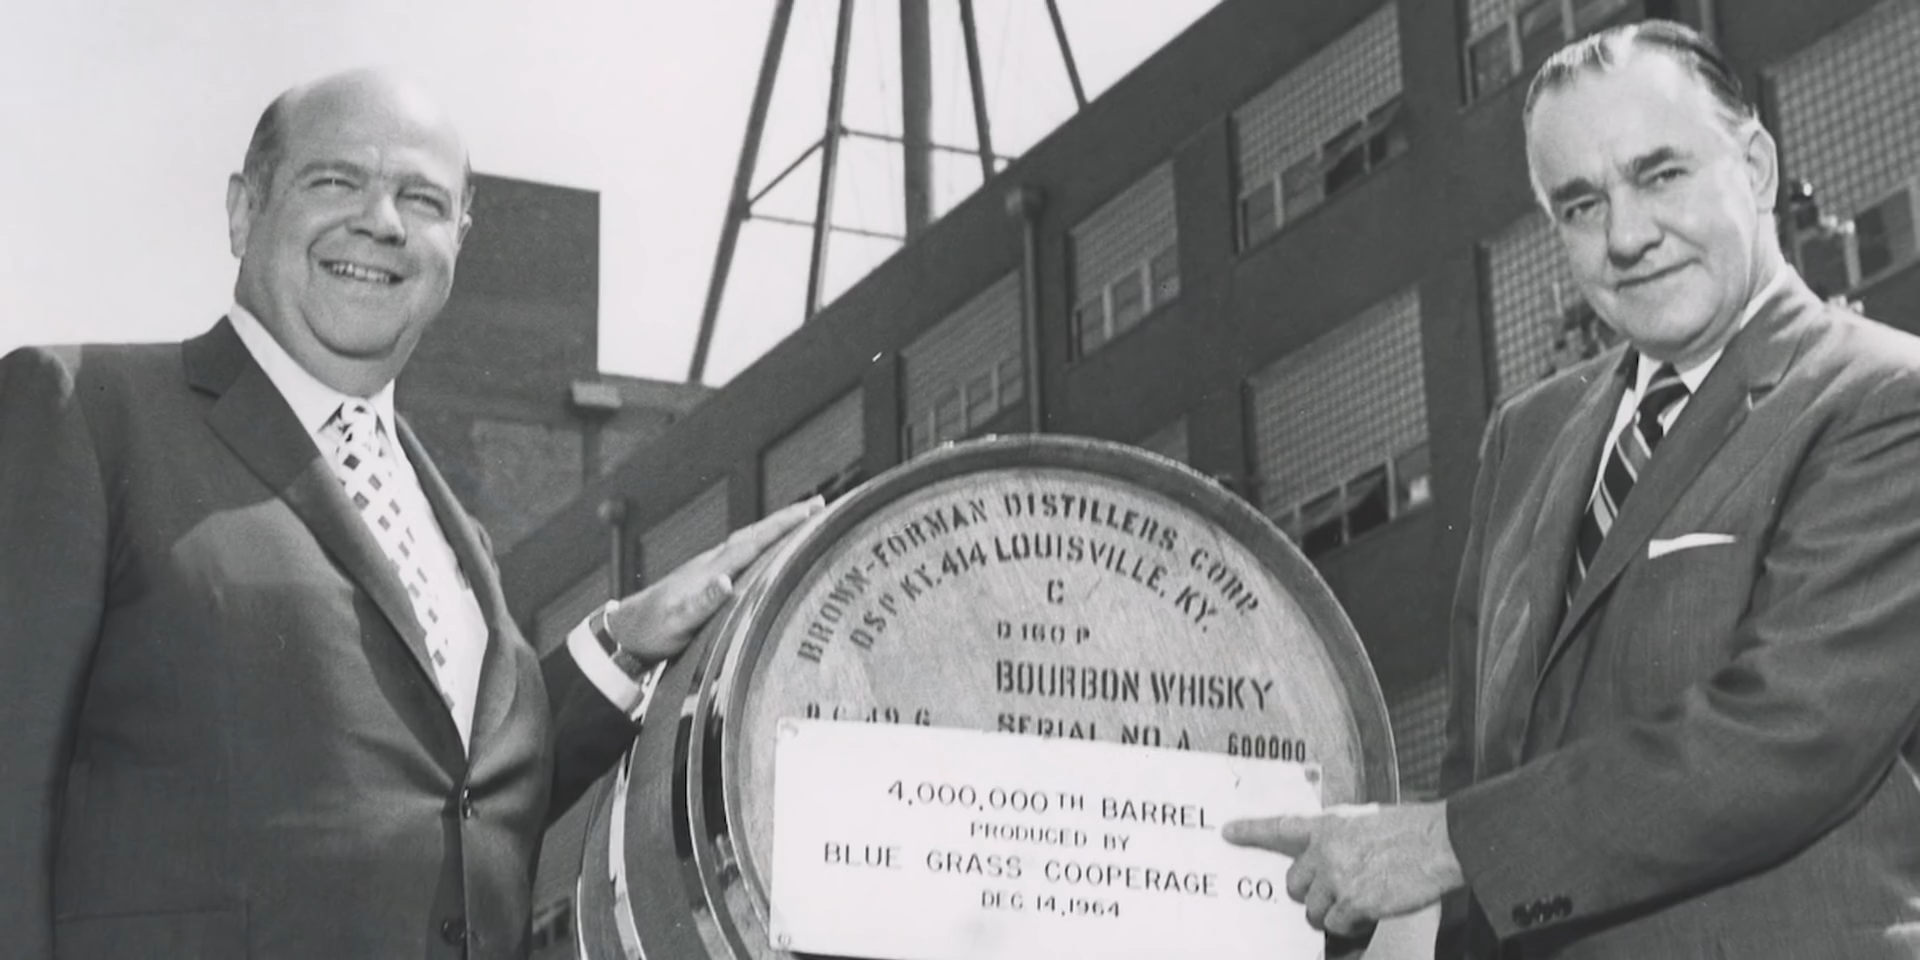 BROWN-FORMAN DISTILLERS CORP.
DSP KY. 414 LOUISVILLE, KY.
C
D 160 P
BOURBON WHISKY
SERIAL NO. A 600000
4,000,000TH BARREL
PRODUCED BY
BLUE GRASS COOPERAGE CO.
DEC 14, 1964